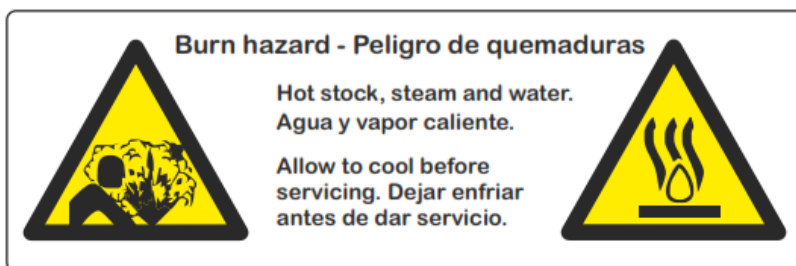 Burn hazard - Peligro de quemaduras
Hot stock, steam and water.
Agua y vapor caliente.
Allow to cool before
servicing. Dejar enfriar
antes de dar servicio.